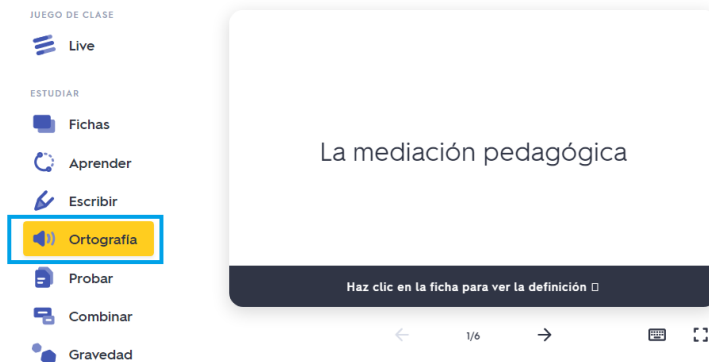 JUEGO DE CLASE
Live
ESTUDIAR
Fichas
Aprender
Escribir
Ortografía
Probar
Combinar
Gravedad
La mediación pedagógica
Haz clic en la ficha para ver la definición
1/6